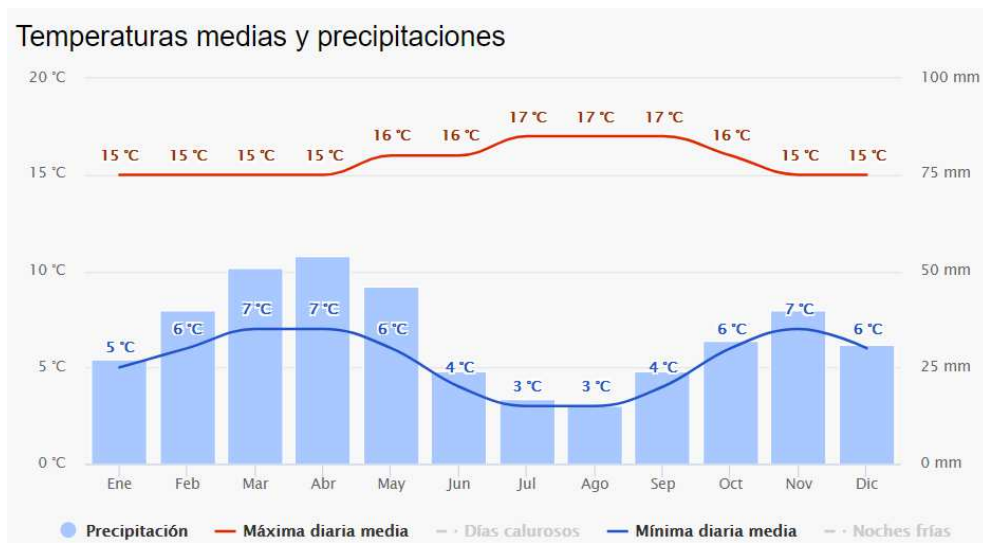 Temperaturas medias y precipitaciones
20 °C 100 mm
17 °C 17 °C 17 °C
16 °C 16 °C 16 °C
15 °C 15 °C 15 °C 15 °C 15 °C 15 °C
15 °C 75 mm
10 °C 50 mm
7 °C 7 °C 7 °C
6 °C 6 °C 6 °C 6 °C
5 °C
5 °C 4 °C 4 °C 25 mm
3 °C 3 °C
0 °C 0 mm
Ene Feb Mar Abr May Jun Jul Ago Sep Oct Nov Dic
Precipitación Máxima diaria media Días calurosos Mínima diaria media Noches frías